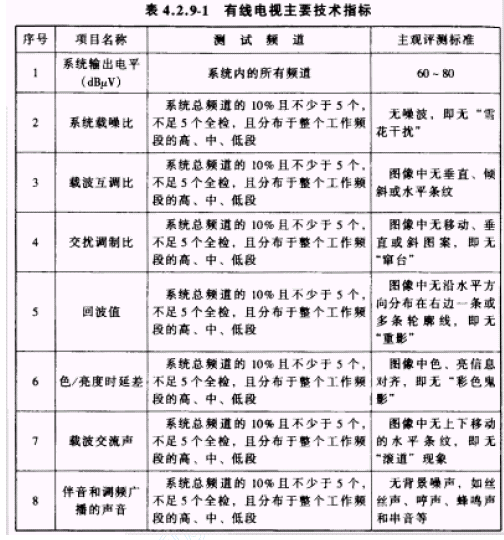 表 4.2.9-1 有线电视主要技术指标
序号 项目名称 测试频道 主观评测标准
1 系统输出电平 (dBμV) 系统内的所有频道 60~80
2 系统载噪比 系统总频道的 10% 且不少于 5 个，
不足 5 个全检，且分布于整个工作频
段的高、中、低段
无噪波，即无“雪
花干扰”
3 载波互调比 系统总频道的 10% 且不少于 5 个，
不足 5 个全检，且分布于整个工作频
段的高、中、低段
图像中无垂直、倾
斜或水平条纹
4 交扰调制比 系统总频道的 10% 且不少于 5 个，
不足 5 个全检，且分布于整个工作频
段的高、中、低段
图像中无移动、垂
直或斜图案，即无
“窜台”
5 回波值 系统总频道的 10% 且不少于 5 个，
不足 5 个全检，且分布于整个工作频
段的高、中、低段
图像中无沿水平方
向分布在右边一条或
多条轮廓线，即无
“重影”
6 色/亮度时延差 系统总频道的 10% 且不少于 5 个，
不足 5 个全检，且分布于整个工作频
段的高、中、低段
图像中色、亮信息
对齐，即无“彩色鬼
影”
7 载波交流声 系统总频道的 10% 且不少于 5 个，
不足 5 个全检，且分布于整个工作频
段的高、中、低段
图像中无上下移动
的水平条纹，即无
“滚道”现象
8 伴音和调频广
播的声音
系统总频道的 10% 且不少于 5 个，
不足 5 个全检，且分布于整个工作频
段的高、中、低段
无背景噪声，如丝
丝声、哼声、蜂鸣声
和串音等